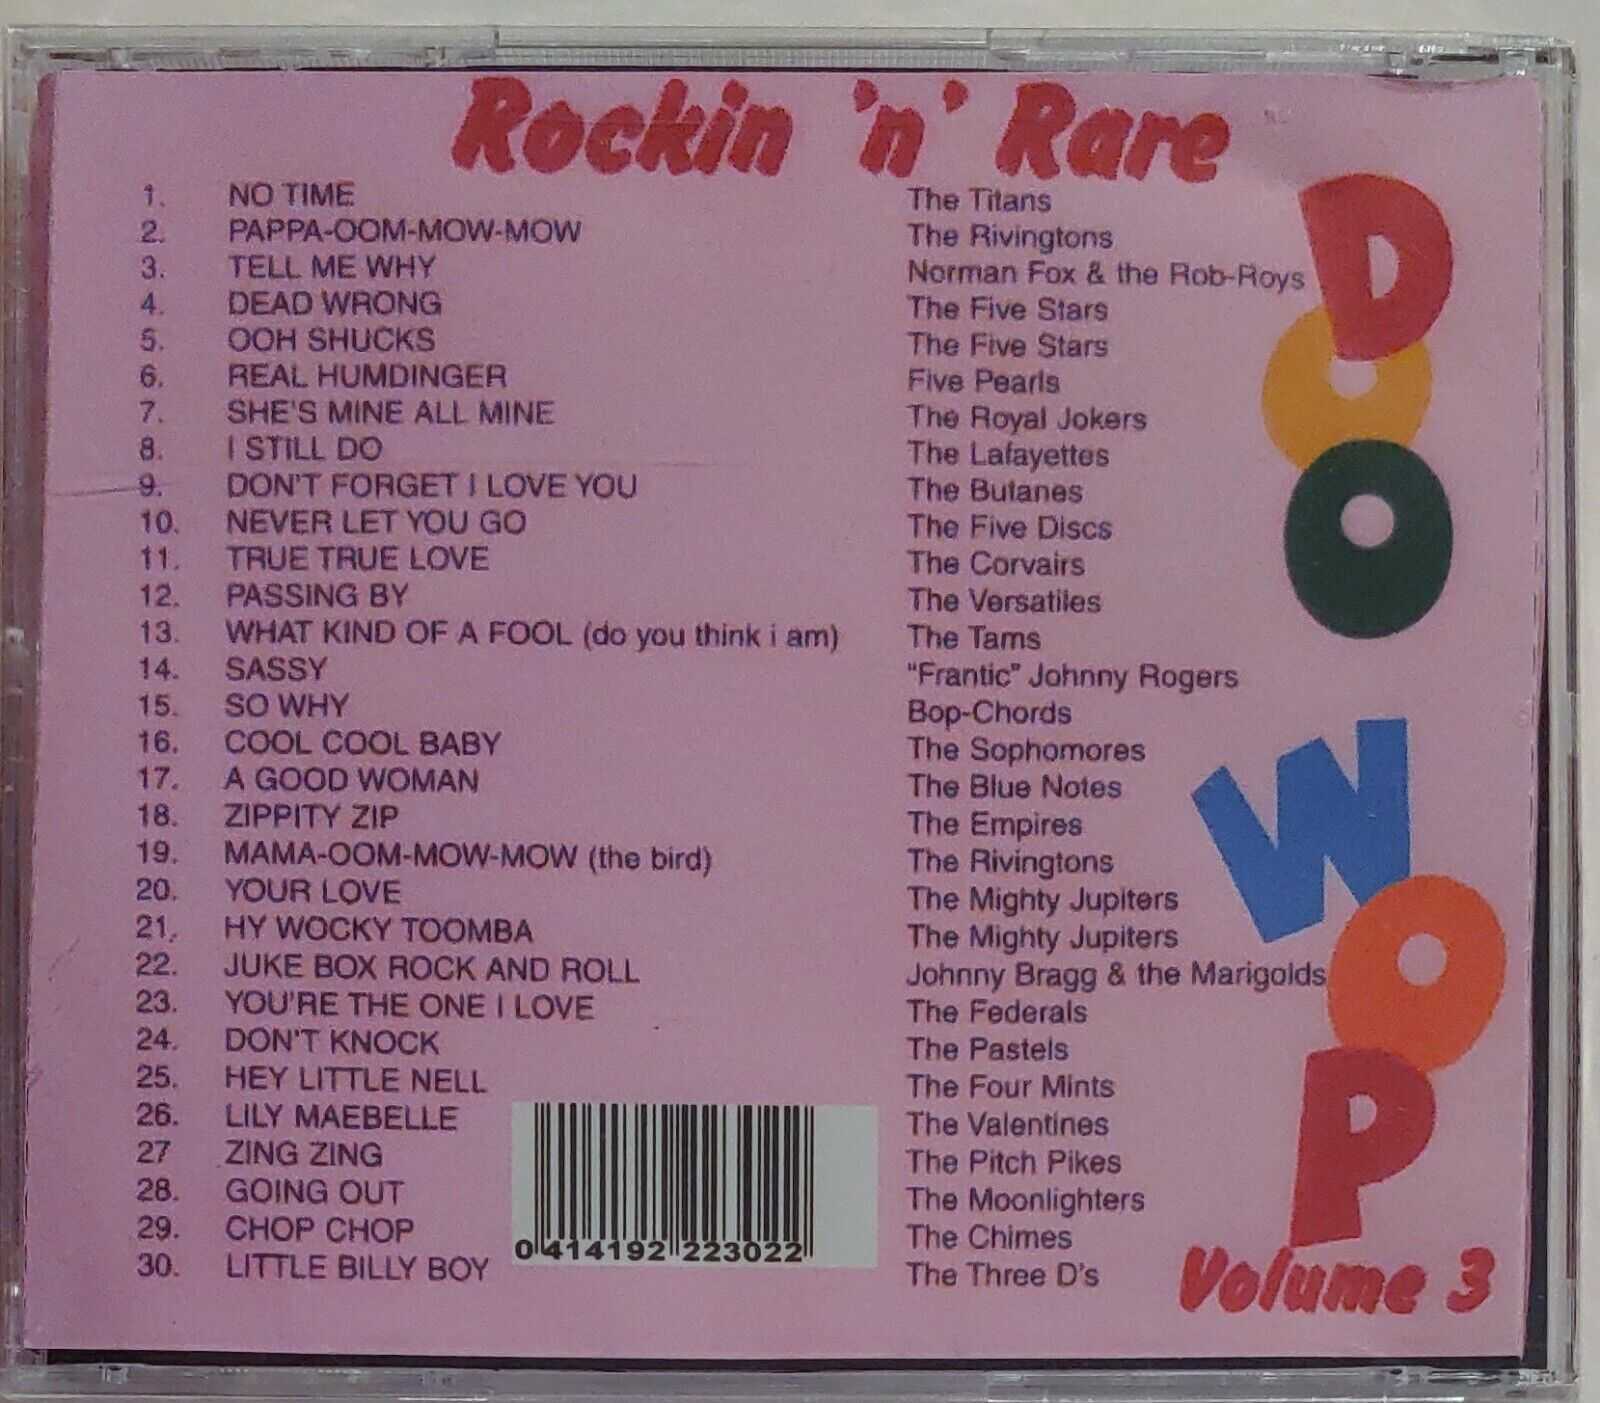 Rockin 'n' Rare
1. NO TIME The Titans
2. PAPPA-OOM-MOW-MOW The Rivingtons
3. TELL ME WHY Norman Fox & the Rob-Roys
4. DEAD WRONG The Five Stars
5. OOH SHUCKS The Five Stars
6. REAL HUMDINGER Five Pearls
7. SHE'S MINE ALL MINE The Royal Jokers
8. I STILL DO The Lafayettes
9. DON'T FORGET I LOVE YOU The Butanes
10. NEVER LET YOU GO The Five Discs
11. TRUE TRUE LOVE The Corvairs
12. PASSING BY The Versatiles
13. WHAT KIND OF A FOOL (do you think i am) The Tams
14. SASSY "Frantic" Johnny Rogers
15. SO WHY Bop-Chords
16. COOL COOL BABY The Sophomores
17. A GOOD WOMAN The Blue Notes
18. ZIPPITY ZIP The Empires
19. MAMA-OOM-MOW-MOW (the bird) The Rivingtons
20. YOUR LOVE The Mighty Jupiters
21. HY WOCKY TOOMBA The Mighty Jupiters
22. JUKE BOX ROCK AND ROLL Johnny Bragg & the Marigolds
23. YOU'RE THE ONE I LOVE The Federals
24. DON'T KNOCK The Pastels
25. HEY LITTLE NELL The Four Mints
26. LILY MAEBELLE The Valentines
27 ZING ZING The Pitch Pikes
28. GOING OUT The Moonlighters
29. CHOP CHOP The Chimes
30. LITTLE BILLY BOY The Three D's
0 414192 223022
DOO WOP
Volume 3